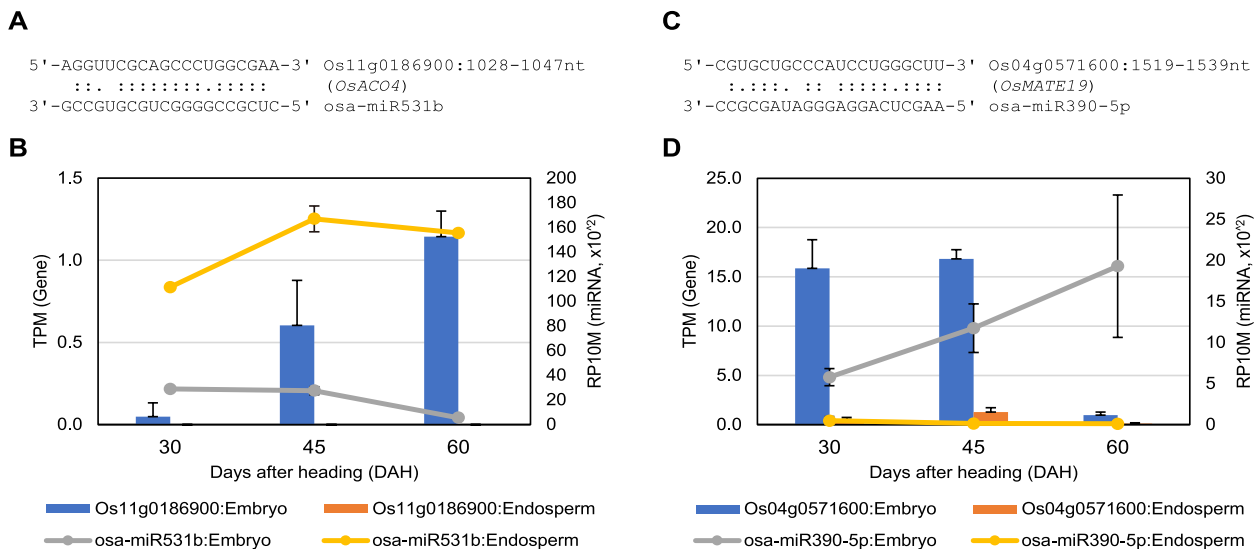 A
5'-AGGUUCGCAGCCCUGGCGAA-3' Os11g0186900:1028-1047nt
::. ::::::::.::::: (OsACO4)
3'-GCCGUGCGUCGGGGCCGCUC-5' osa-miR531b
C
5'-CGUGCUGCCCAUCCUGGGCUU-3' Os04g0571600:1519-1539nt
:.:::. :: :::::.:::: (OsMATE19)
3'-CCGCGAUAGGGAGGACUCGAA-5' osa-miR390-5p
B
1.5
1.0
0.5
0.0
TPM (Gene)
200
180
160
140
120
100
80
60
40
20
0
RP10M (miRNA, x10^2)
30 45 60
Days after heading (DAH)
Os11g0186900:Embryo Os11g0186900:Endosperm
osa-miR531b:Embryo osa-miR531b:Endosperm
D
25.0
20.0
15.0
10.0
5.0
0.0
TPM (Gene)
30
25
20
15
10
5
0
RP10M (miRNA, x10^2)
30 45 60
Days after heading (DAH)
Os04g0571600:Embryo Os04g0571600:Endosperm
osa-miR390-5p:Embryo osa-miR390-5p:Endosperm